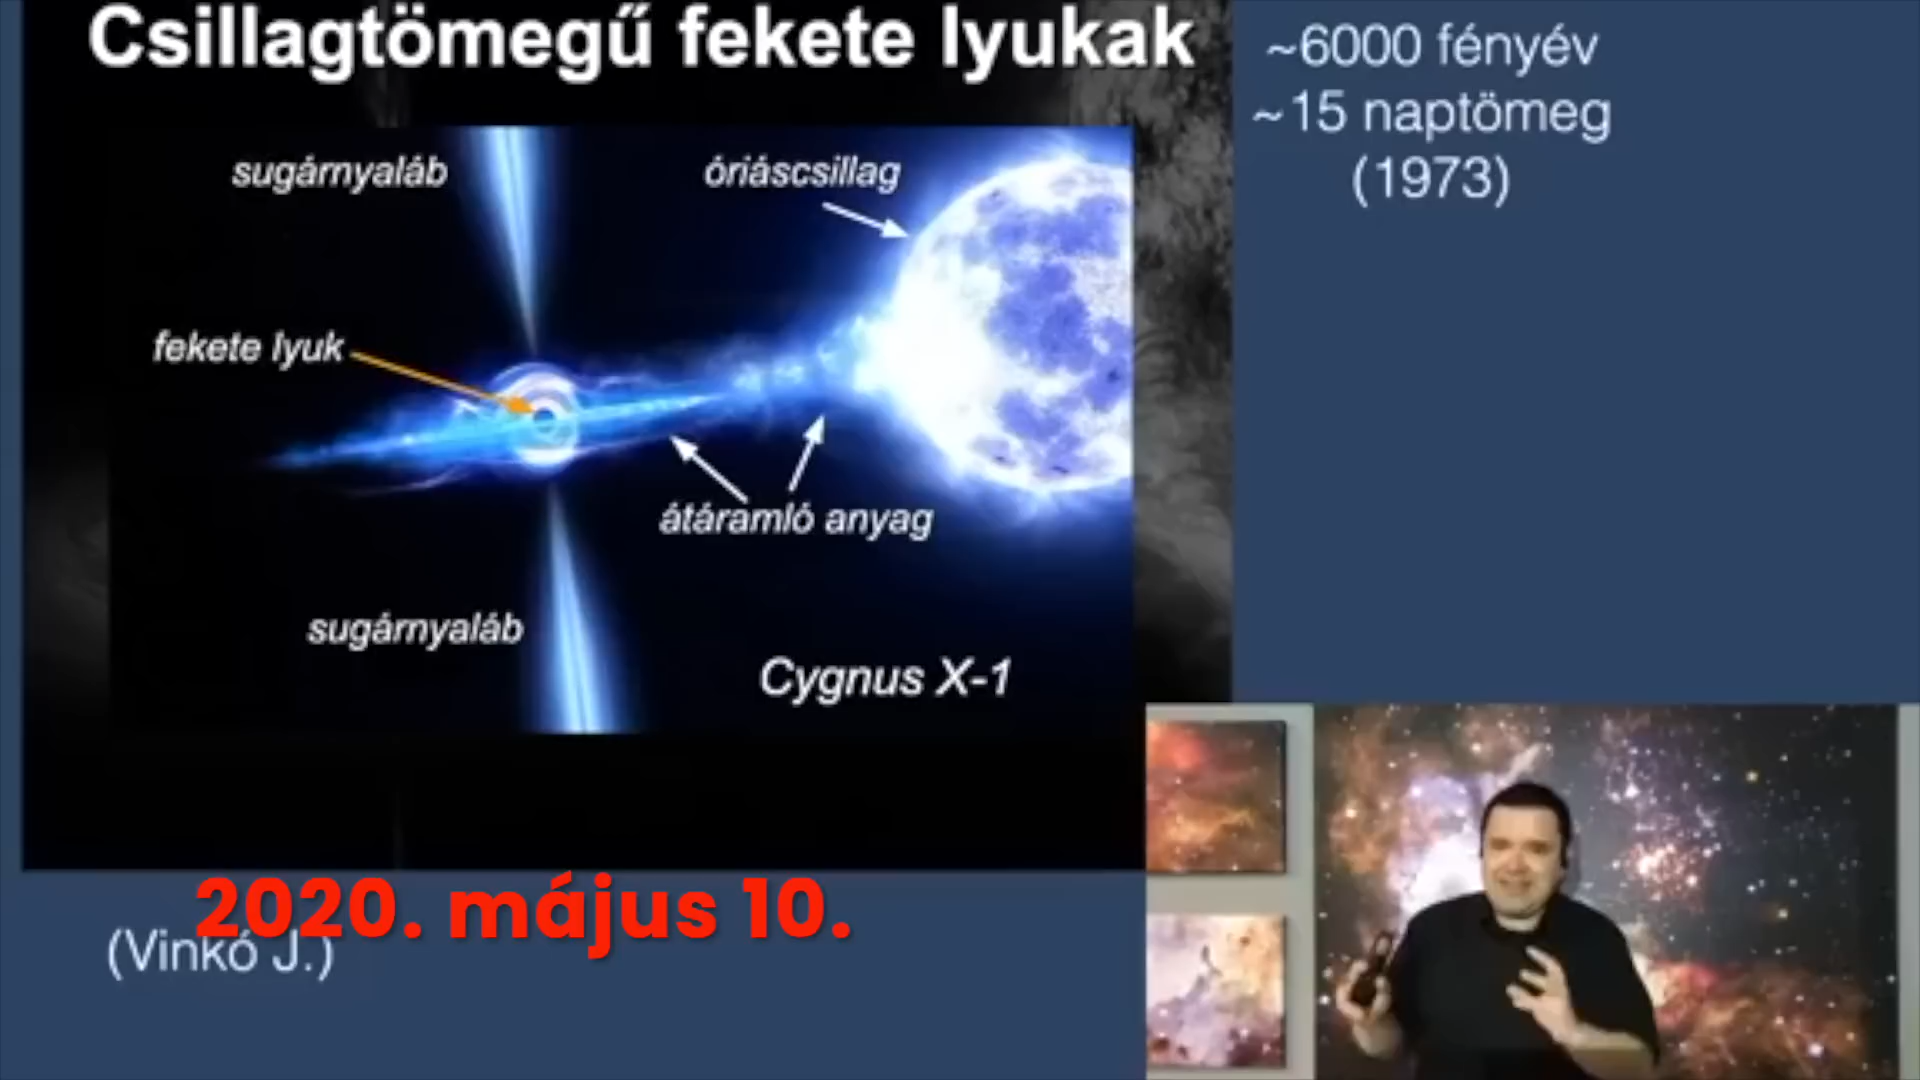 Csillagtömegű fekete lyukak
~6000 fényév
~15 naptömeg
(1973)
sugárnyaláb
óriáscsillag
fekete lyuk
átáramló anyag
sugárnyaláb
Cygnus X-1
2020. május 10.
(Vinkó J.)